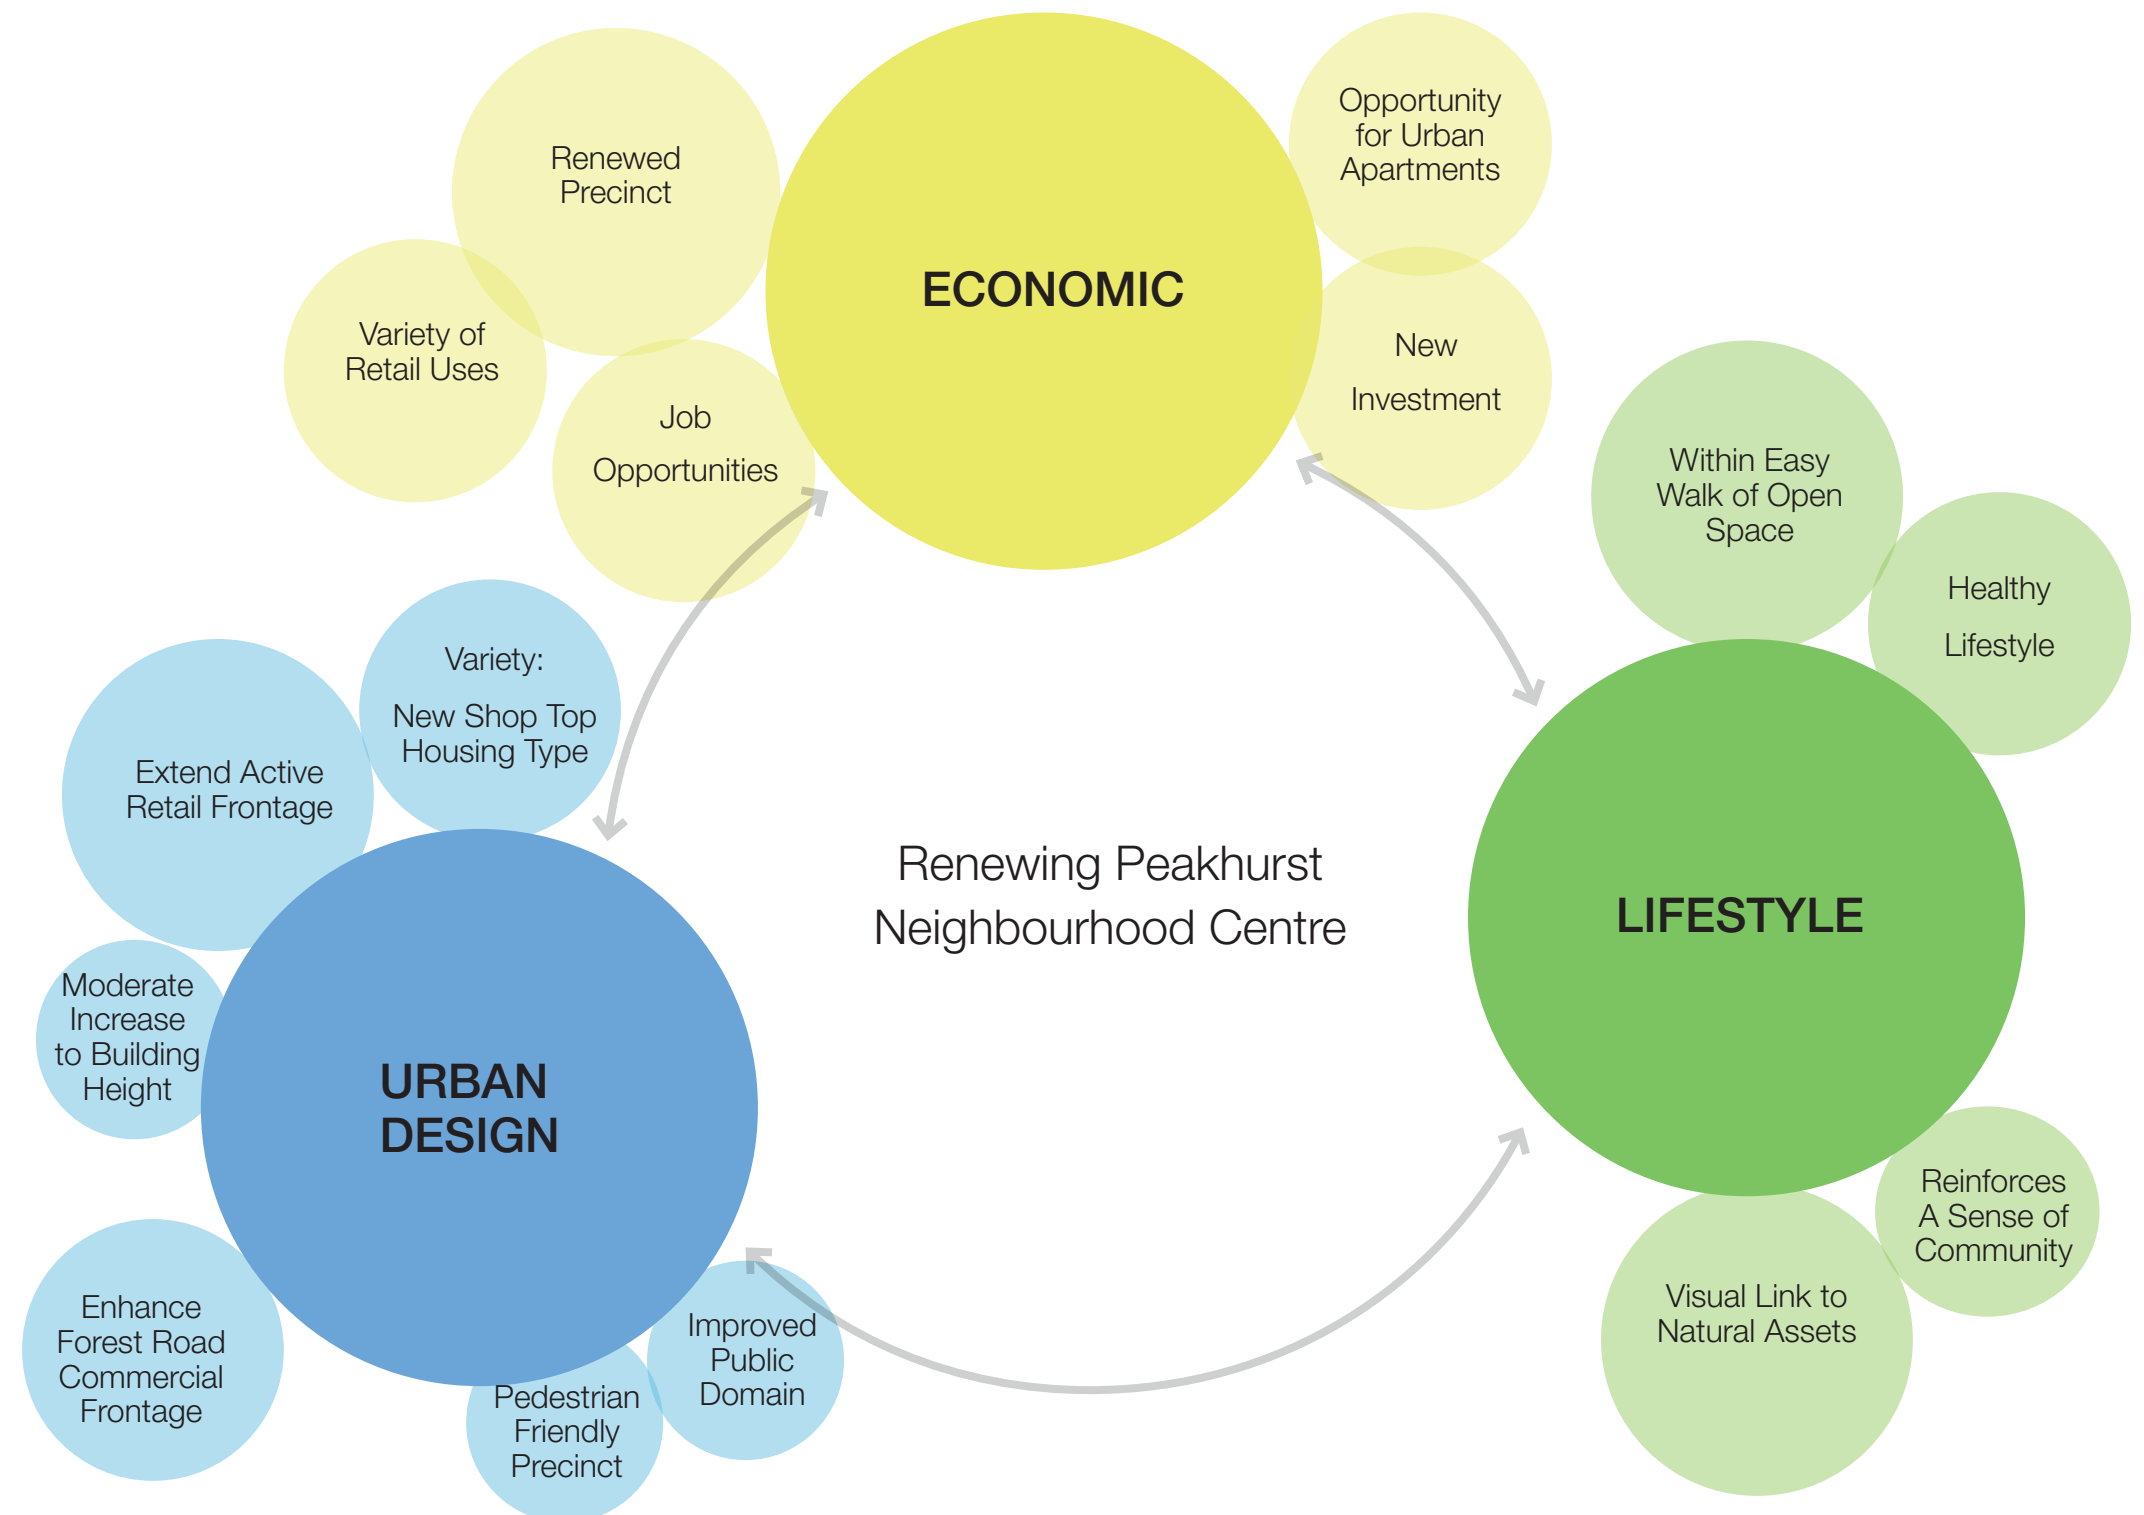 Renewed
Precinct
Variety of
Retail Uses
Job
Opportunities
ECONOMIC
Opportunity
for Urban
Apartments
New
Investment
Within Easy
Walk of Open
Space
Healthy
Lifestyle
LIFESTYLE
Reinforces
A Sense of
Community
Visual Link to
Natural Assets
Renewing Peakhurst
Neighbourhood Centre
Variety:
New Shop Top
Housing Type
Extend Active
Retail Frontage
Moderate
Increase
to Building
Height
URBAN
DESIGN
Enhance
Forest Road
Commercial
Frontage
Pedestrian
Friendly
Precinct
Improved
Public
Domain